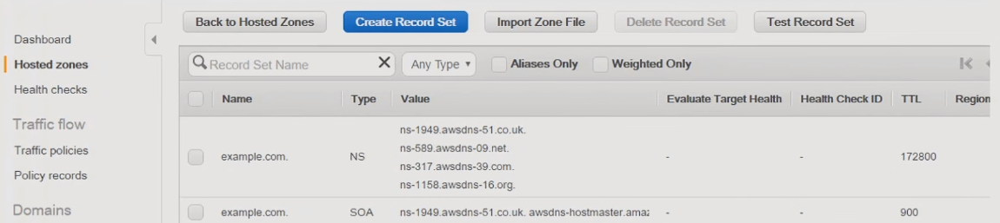 Back to Hosted Zones Create Record Set Import Zone File Delete Record Set Test Record Set
Dashboard
Hosted zones
Health checks
Traffic flow
Traffic policies
Policy records
Domains
Record Set Name Any Type Aliases Only Weighted Only
Name Type Value Evaluate Target Health Health Check ID TTL Region
example.com. NS ns-1949.awsdns-51.co.uk. - - 172800
ns-589.awsdns-09.net.
ns-317.awsdns-39.com.
ns-1158.awsdns-16.org.
example.com. SOA ns-1949.awsdns-51.co.uk. awsdns-hostmaster.amaz - - 900